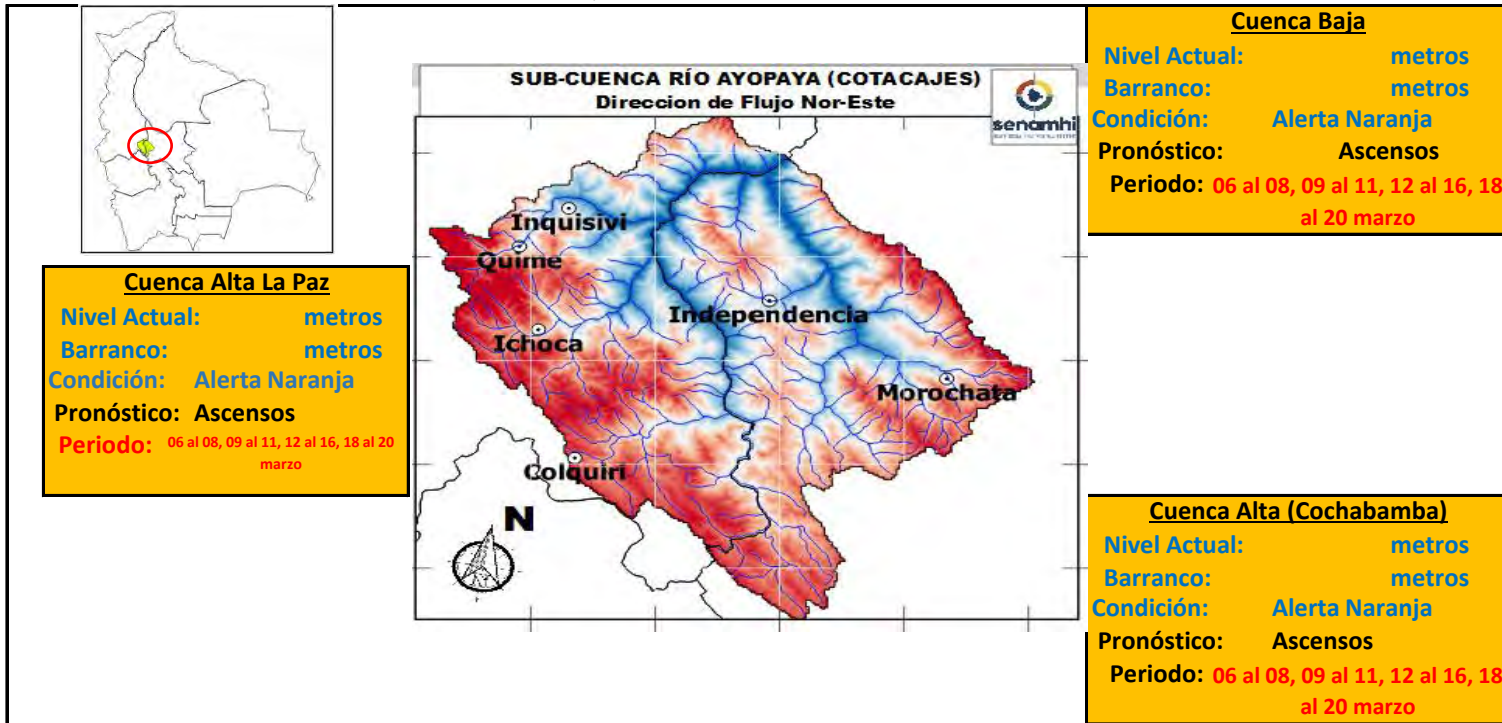 SUB-CUENCA RÍO AYOPAYA (COTACAJES)
Direccion de Flujo Nor-Este
senamhi
Inquisivi
Quime
Independencia
Ichoca
Morochata
Colquiri
N
Cuenca Alta La Paz
Nivel Actual: metros
Barranco: metros
Condición: Alerta Naranja
Pronóstico: Ascensos
Periodo: 06 al 08, 09 al 11, 12 al 16, 18 al 20
marzo
Cuenca Baja
Nivel Actual: metros
Barranco: metros
Condición: Alerta Naranja
Pronóstico: Ascensos
Periodo: 06 al 08, 09 al 11, 12 al 16, 18
al 20 marzo
Cuenca Alta (Cochabamba)
Nivel Actual: metros
Barranco: metros
Condición: Alerta Naranja
Pronóstico: Ascensos
Periodo: 06 al 08, 09 al 11, 12 al 16, 18
al 20 marzo